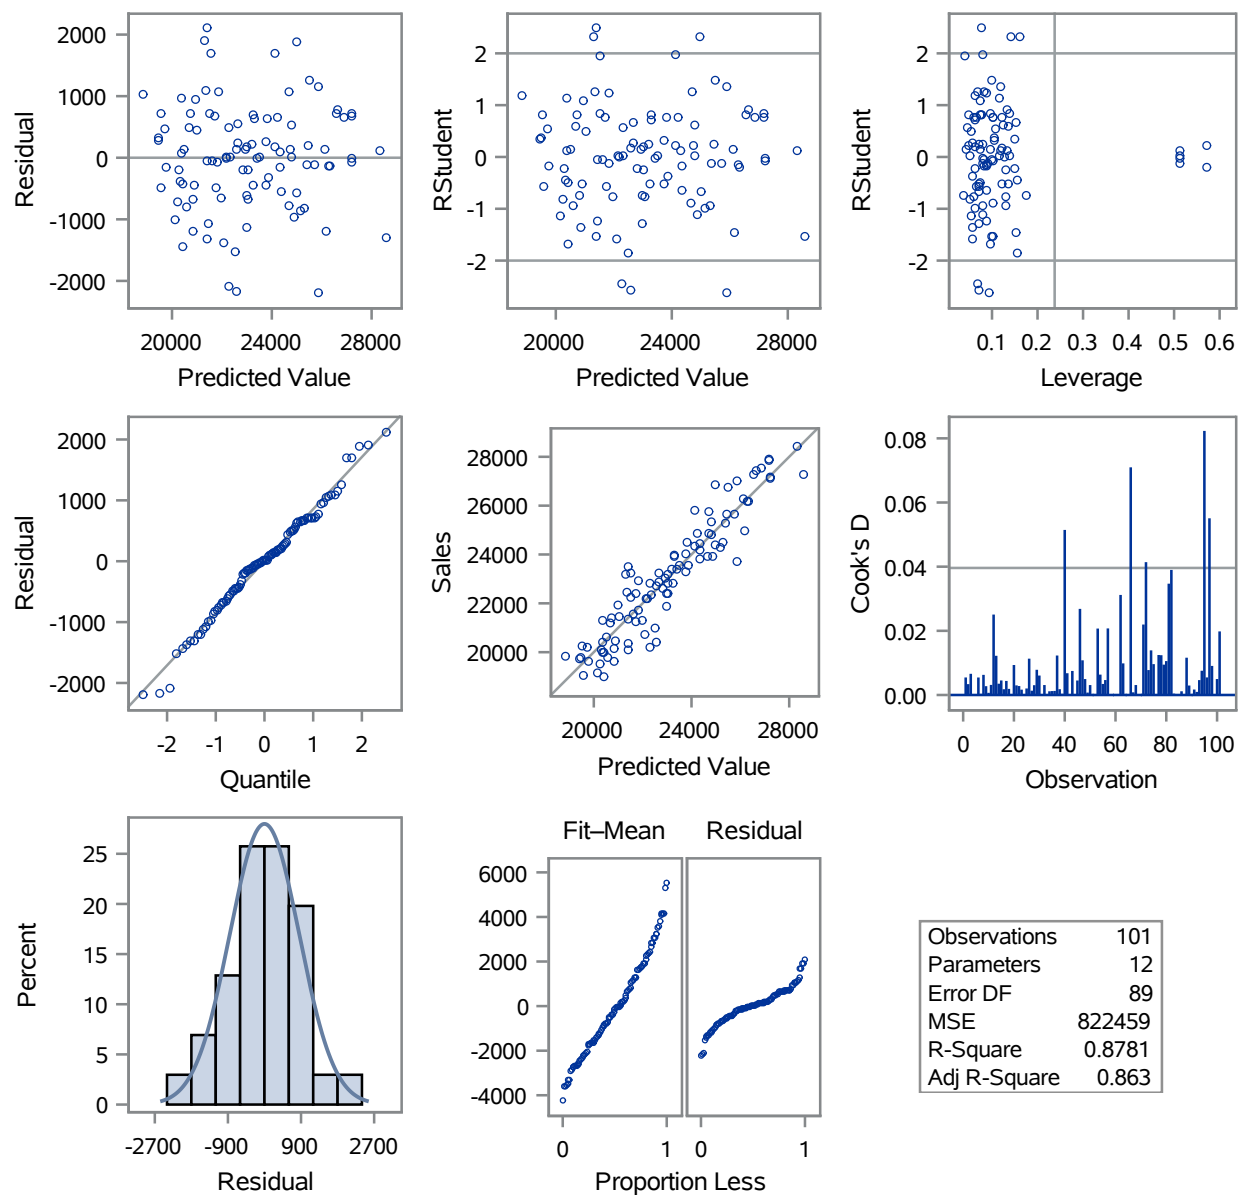 2000
1000
0
-1000
-2000
Residual
20000 24000 28000
Predicted Value
2
1
0
-1
-2
RStudent
20000 24000 28000
Predicted Value
2
1
0
-1
-2
RStudent
0.1 0.2 0.3 0.4 0.5 0.6
Leverage
2000
1000
0
-1000
-2000
Residual
-2 -1 0 1 2
Quantile
28000
26000
24000
22000
20000
Sales
20000 24000 28000
Predicted Value
0.08
0.06
0.04
0.02
0.00
Cook's D
0 20 40 60 80 100
Observation
25
20
15
10
5
0
Percent
-2700 -900 900 2700
Residual
Fit–Mean Residual
6000
4000
2000
0
-2000
-4000
0 1 0 1
Proportion Less
Observations 101
Parameters 12
Error DF 89
MSE 822459
R-Square 0.8781
Adj R-Square 0.863